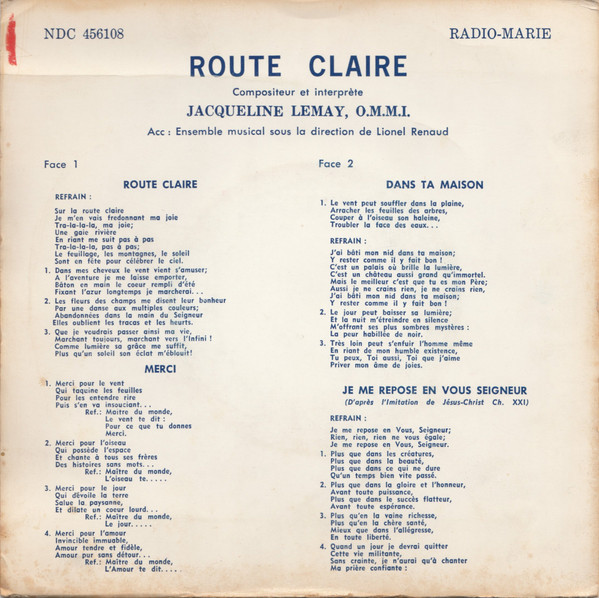 NDC 456108
RADIO-MARIE
ROUTE CLAIRE
Compositeur et interprète
JACQUELINE LEMAY, O.M.M.I.
Acc : Ensemble musical sous la direction de Lionel Renaud
Face 1
ROUTE CLAIRE
REFRAIN :
Sur la route claire
Je m'en vais fredonnant ma joie
Tra-la-la-la, ma joie;
Une gaie rivière
En riant me suit pas à pas
Tra-la-la-la, pas à pas;
Le feuillage, les montagnes, le soleil
Sont en fête pour célébrer le ciel.
1. Dans mes cheveux le vent vient s'amuser;
A l'aventure je me laisse emporter,
Bâton en main le coeur rempli d'été
Fixant l'azur longtemps je marcherai...
2. Les fleurs des champs me disent leur bonheur
Par une danse aux multiples couleurs;
Abandonnées dans la main du Seigneur
Elles oublient les tracas et les heurts.
3. Que je voudrais passer ainsi ma vie,
Marchant toujours, marchant vers l'Infini !
Comme lumière sa grâce me suffit,
Plus qu'un soleil son éclat m'éblouit!
MERCI
1. Merci pour le vent
Qui taquine les feuilles
Pour les entendre rire
Puis s'en va insouciant...
Ref.: Maître du monde,
Le vent te dit :
Pour ce que tu donnes
Merci.
2. Merci pour l'oiseau
Qui possède l'espace
Et chante à tous ses frères
Des histoires sans mots...
Ref.: Maître du monde,
L'oiseau te.....
3. Merci pour le jour
Qui dévoile la terre
Salue la paysanne,
Et dilate un coeur lourd...
Ref.: Maître du monde,
Le jour.....
4. Merci pour l'amour
Invincible immuable,
Amour tendre et fidèle,
Amour pur sans détour...
Ref.: Maître du monde,
L'Amour te dit....
Face 2
DANS TA MAISON
1. Le vent peut souffler dans la plaine,
Arracher les feuilles des arbres,
Couper à l'oiseau son haleine,
Troubler la face des eaux...
REFRAIN :
J'ai bâti mon nid dans ta maison;
Y rester comme il y fait bon !
C'est un palais où brille la lumière,
C'est un château aussi grand qu'immortel.
Mais le meilleur c'est que tu es mon Père;
Aussi je ne crains rien, je ne crains rien,
J'ai bâti mon nid dans ta maison;
Y rester comme il y fait bon !
2. Le jour peut baisser sa lumière;
Et la nuit m'étreindre en silence
M'offrant ses plus sombres mystères :
La peur habillée de noir.
3. Très loin peut s'enfuir l'homme même
En riant de mon humble existence,
Tu peux, Toi aussi, Toi que j'aime
Priver mon âme de joies.
JE ME REPOSE EN VOUS SEIGNEUR
(D'après l'Imitation de Jésus-Christ Ch. XXI)
REFRAIN :
Je me repose en Vous, Seigneur;
Rien, rien, rien ne vous égale;
Je me repose en Vous, Seigneur.
1. Plus que dans les créatures,
Plus que dans la beauté,
Plus que dans ce qui ne dure
Qu'un temps bien vite passé.
2. Plus que dans la gloire et l'honneur,
Avant toute puissance,
Plus que dans le succès flatteur,
Avant toute espérance.
3. Plus qu'en la vaine richesse,
Plus qu'en la chère santé,
Mieux que dans l'allégresse,
En toute liberté.
4. Quand un jour je devrai quitter
Cette vie militante,
Sans crainte, je n'aurai qu'à chanter
Ma prière confiante :